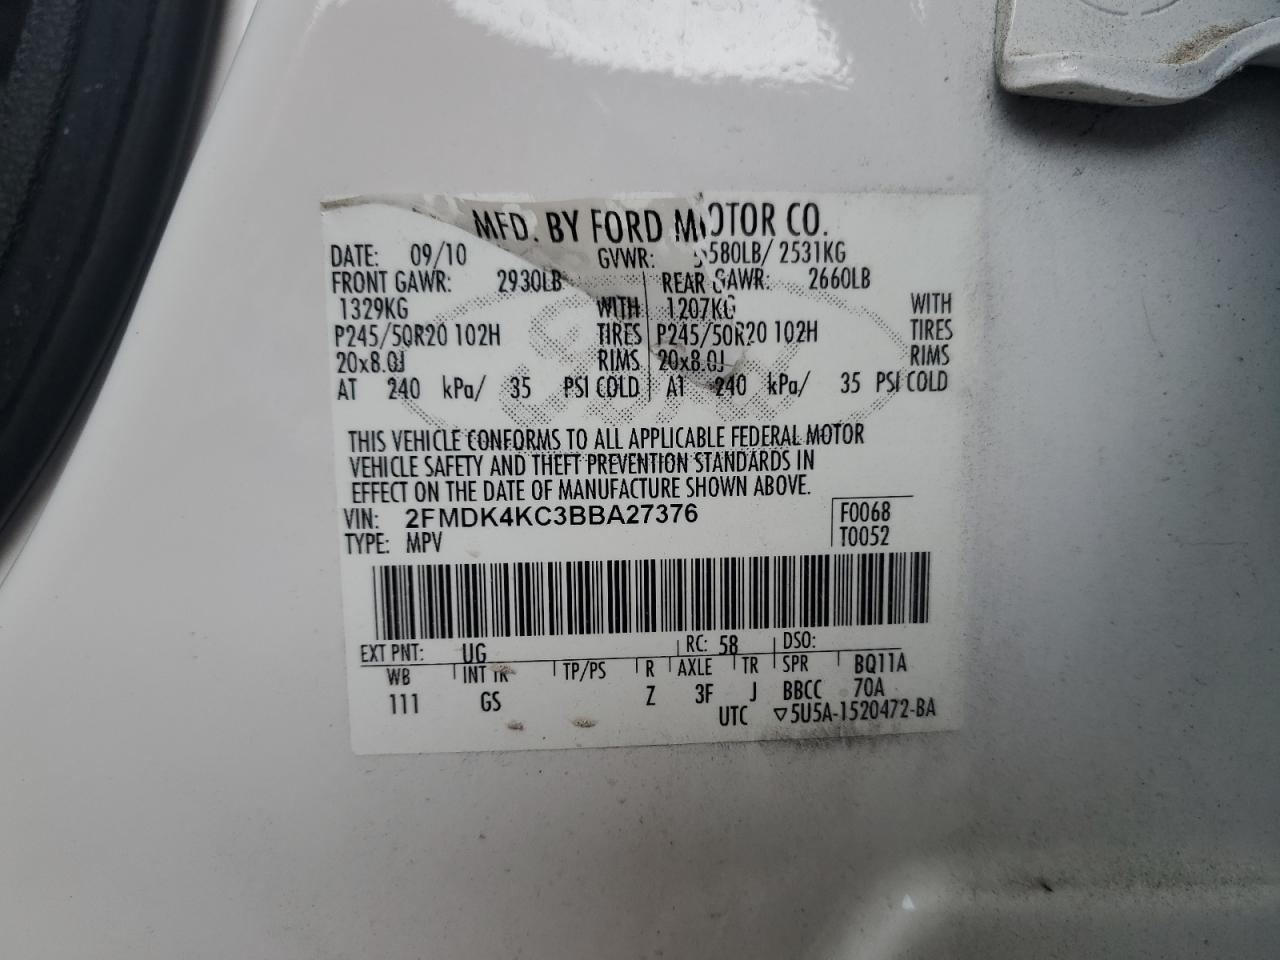 MFD. BY FORD MOTOR CO.
DATE: 09/10 GVWR: 5580LB/ 2531KG
FRONT GAWR: 2930LB REAR GAWR: 2660LB
1329KG WITH 1207KG WITH
P245/50R20 102H TIRES P245/50R20 102H TIRES
20x8.0J RIMS 20x8.0J RIMS
AT 240 kPa/ 35 PSI COLD AT 240 kPa/ 35 PSI COLD
THIS VEHICLE CONFORMS TO ALL APPLICABLE FEDERAL MOTOR
VEHICLE SAFETY AND THEFT PREVENTION STANDARDS IN
EFFECT ON THE DATE OF MANUFACTURE SHOWN ABOVE.
VIN: 2FMDK4KC3BBA27376 F0068
TYPE: MPV T0052
EXT PNT: UG RC: 58 DSO:
WB INT TR TP/PS R AXLE TR SPR BQ11A
111 GS Z 3F J BBCC 70A
UTC ▽5U5A-1520472-BA